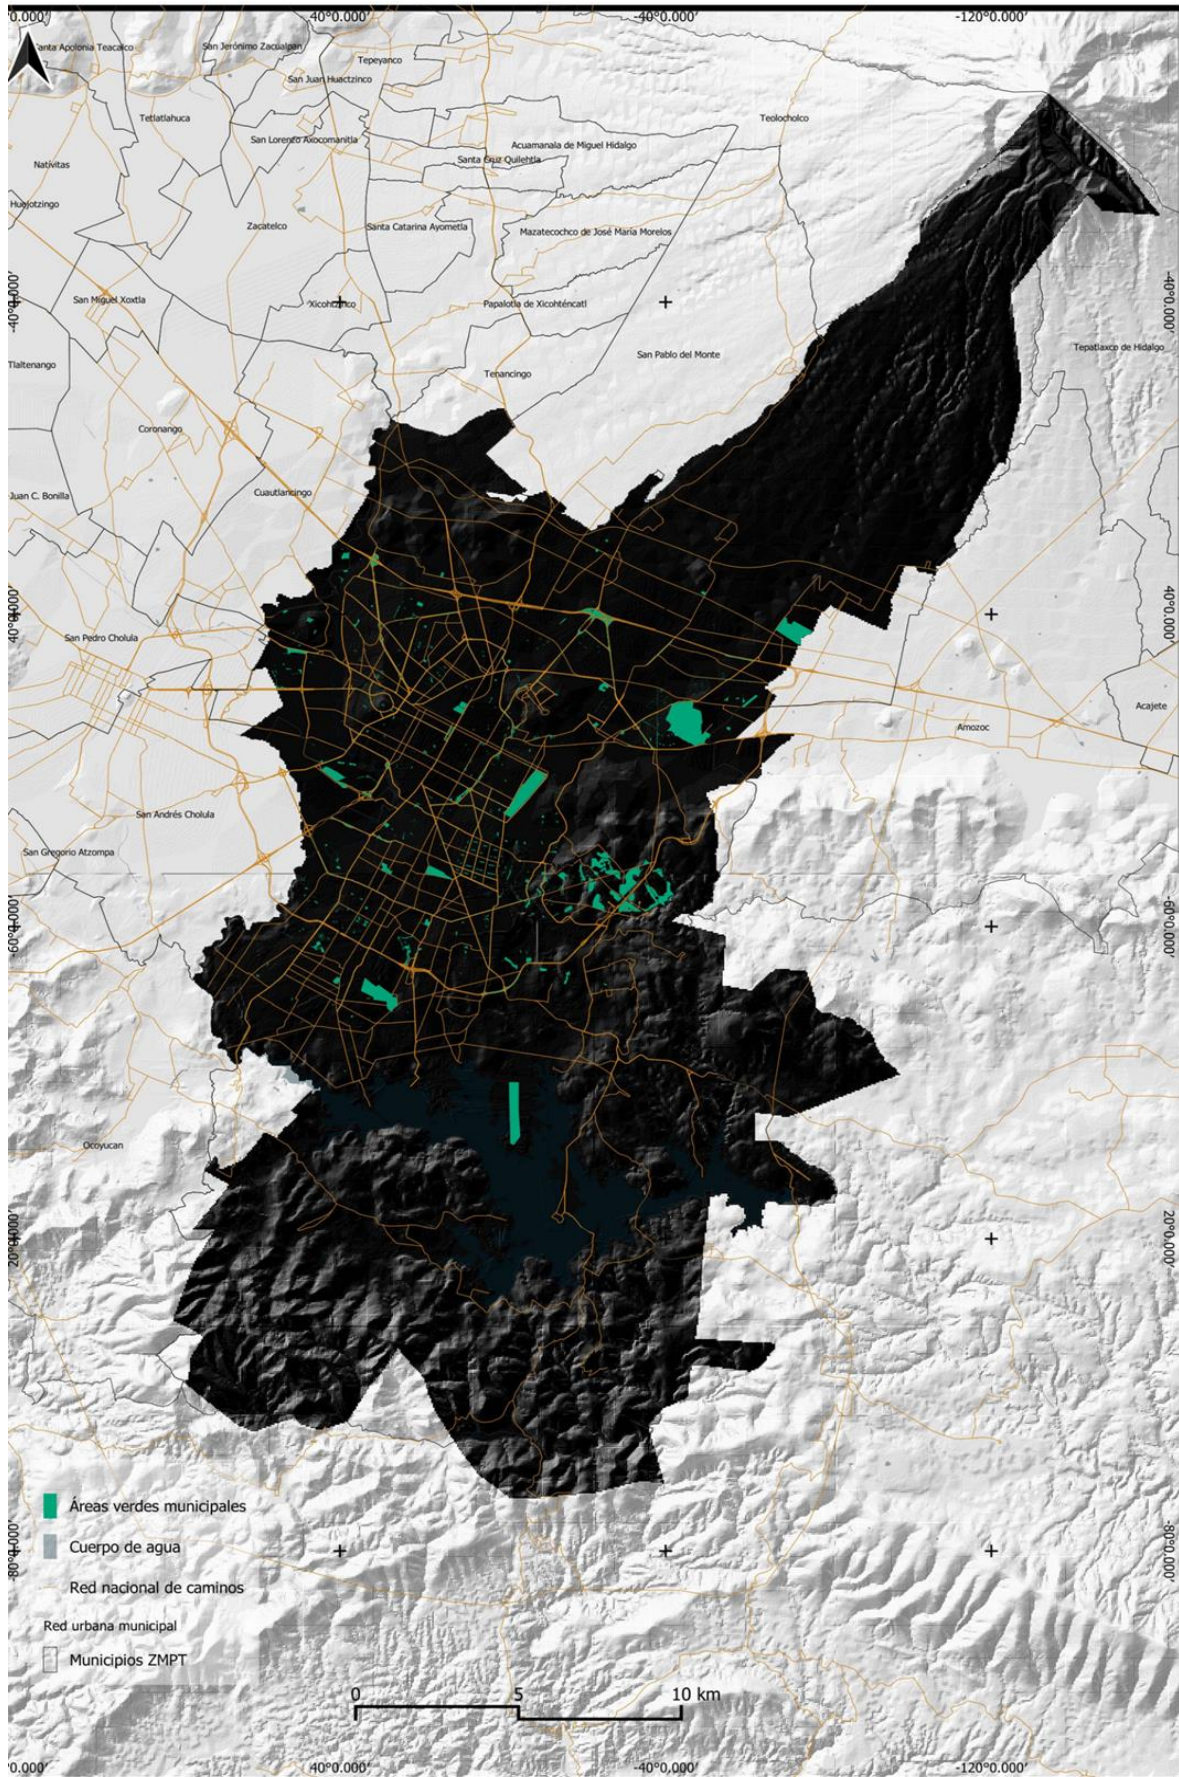 0°0.000'
40°0.000'
-40°0.000'
-120°0.000'
Santa Apolonia Teacalco
San Jerónimo Zacualpan
Tepeyanco
San Juan Huactzinco
Tetlatlahuca
San Lorenzo Axocomanitla
Acuamanala de Miguel Hidalgo
Teolocholco
Santa Cruz Quilehtla
Nativitas
Huejotzingo
Zacatelco
Santa Catarina Ayometla
Mazatecochco de José María Morelos
San Miguel Xoxtla
Xicohtzinco
Papalotla de Xicohténcatl
-40°0.000'
-40°0.000'
San Pablo del Monte
Tepatlaxco de Hidalgo
Tlaltenango
Tenancingo
Coronango
Juan C. Bonilla
Cuautlancingo
40°0.000'
40°0.000'
San Pedro Cholula
Acajete
Amozoc
San Andrés Cholula
San Gregorio Atzompa
-60°0.000'
-60°0.000'
Ocoyucan
20°0.000'
20°0.000'
Áreas verdes municipales
Cuerpo de agua
-80°0.000'
-80°0.000'
Red nacional de caminos
Red urbana municipal
Municipios ZMPT
0 5 10 km
0°0.000'
40°0.000'
-40°0.000'
-120°0.000'